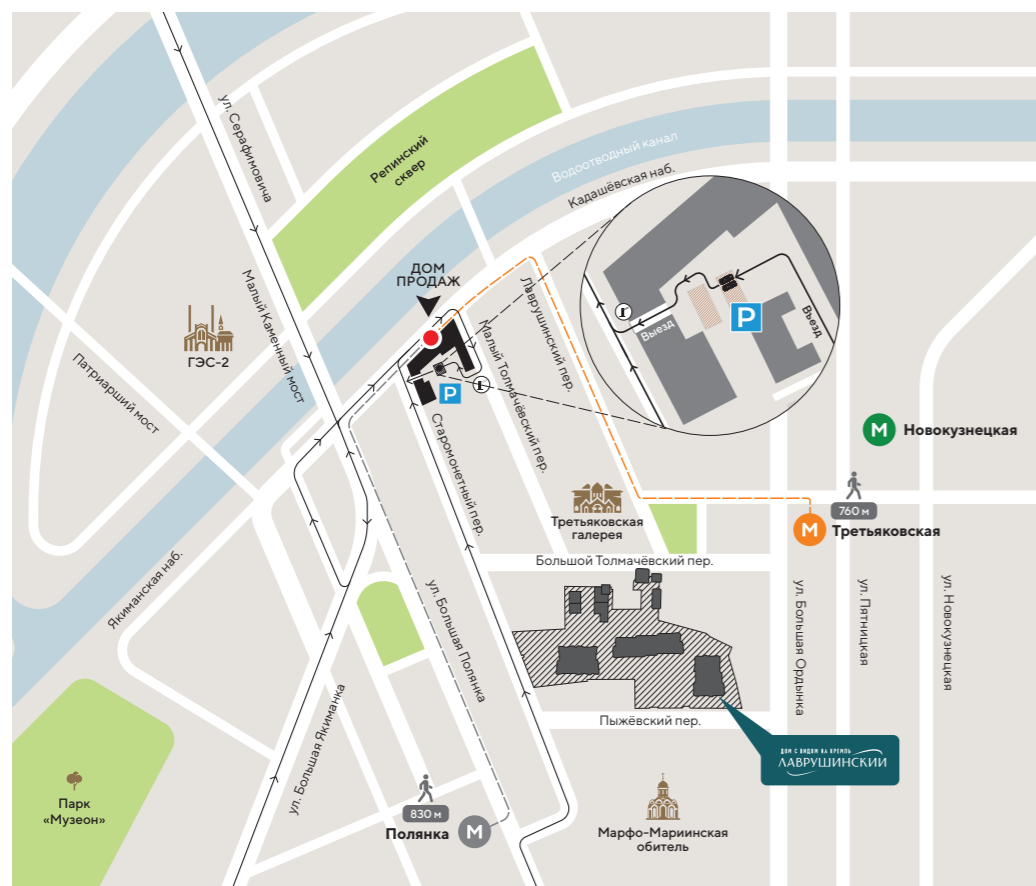 ул. Серафимовича
Репинский
сквер
Водоотводный канал
Кадашёвская наб.
ДОМ
ПРОДАЖ
Малый Каменный мост
ГЭС-2
Патриарший мост
Лаврушинский пер.
Малый Толмачёвский пер.
P
Выезд
Въезд
P
Старомонетный пер.
М
Новокузнецкая
760 м
М
Третьяковская
Третьяковская
галерея
Большой Толмачёвский пер.
Якиманская наб.
ул. Большая Полянка
ул. Большая Ордынка
ул. Пятницкая
ул. Новокузнецкая
ул. Большая Якиманка
Пыжёвский пер.
ДОМ С ВИДОМ НА КРЕМЛЬ
ЛАВРУШИНСКИЙ
Парк
«Музеон»
830 м
Полянка
М
Марфо-Мариинская
обитель